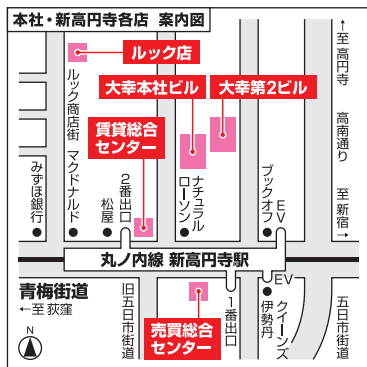 本社・新高円寺各店 案内図
ルック店
大幸本社ビル
大幸第2ビル
賃貸総合
センター
←至高円寺
高南通り
至新宿→
ルック商店街
みずほ銀行
マクドナルド
松屋
2番出口
ナチュラル
ローソン
ブックオフ
EV
丸ノ内線 新高円寺駅
青梅街道
←至 荻窪
N
旧五日市街道
売買総合
センター
1番出口
EV
クイーンズ
伊勢丹
五日市街道